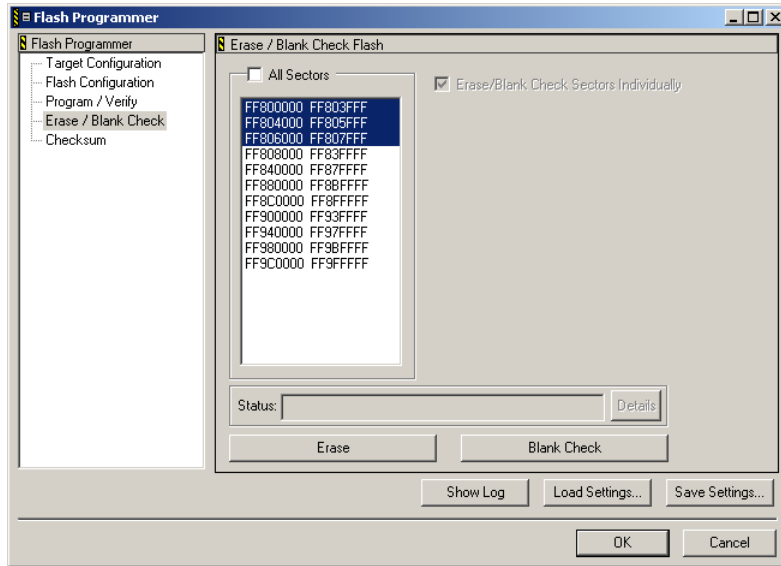 Flash Programmer
Flash Programmer
Target Configuration
Flash Configuration
Program / Verify
Erase / Blank Check
Checksum
Erase / Blank Check Flash
All Sectors
Erase/Blank Check Sectors Individually
FF800000 FF803FFF
FF804000 FF805FFF
FF806000 FF807FFF
FF808000 FF83FFFF
FF840000 FF87FFFF
FF880000 FF8BFFFF
FF8C0000 FF8FFFFF
FF900000 FF93FFFF
FF940000 FF97FFFF
FF980000 FF9BFFFF
FF9C0000 FF9FFFFF
Status:
Details
Erase
Blank Check
Show Log
Load Settings...
Save Settings...
OK
Cancel